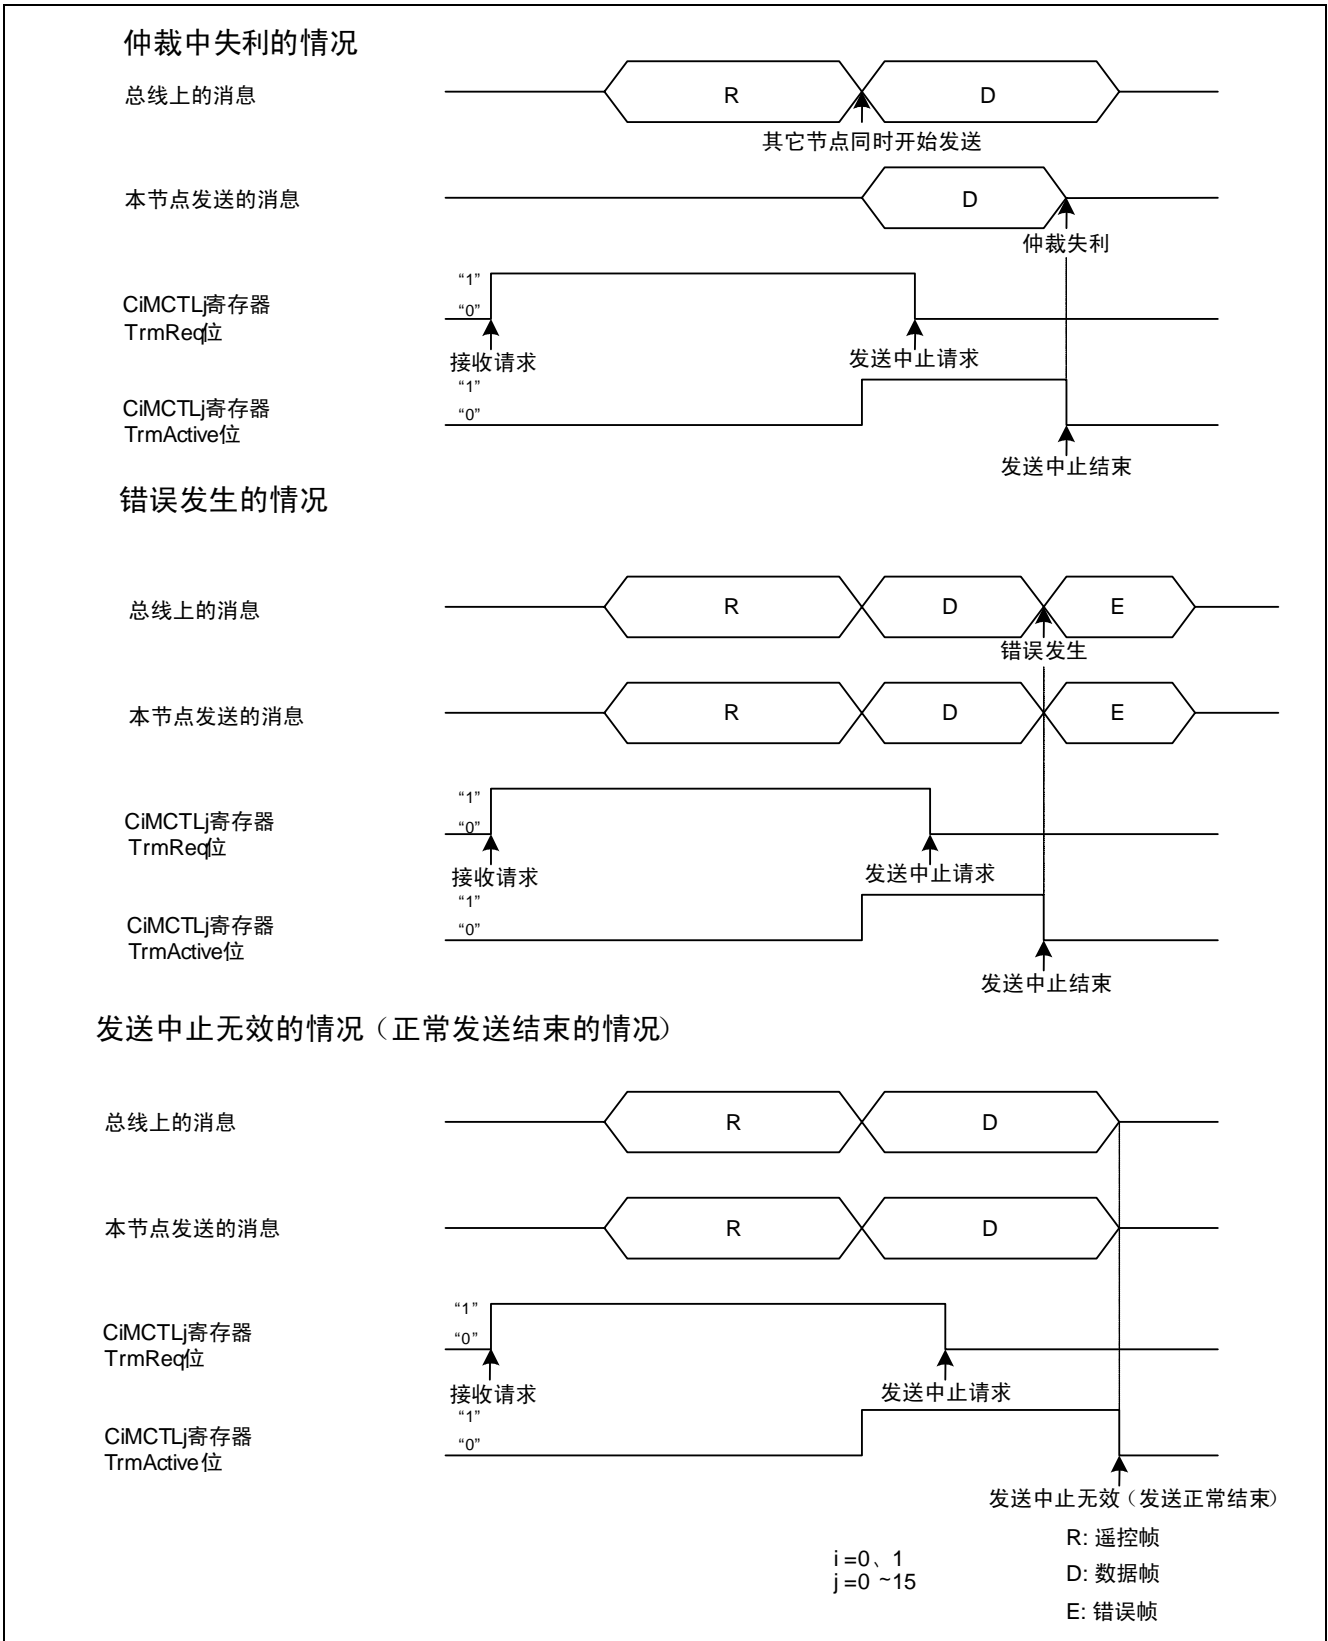 仲裁中失利的情况
总线上的消息
R
D
其它节点同时开始发送
本节点发送的消息
D
仲裁失利
“1”
CiMCTLj寄存器
“0”
TrmReq位
接收请求
发送中止请求
“1”
CiMCTLj寄存器
“0”
TrmActive位
发送中止结束
错误发生的情况
总线上的消息
R
D
E
错误发生
本节点发送的消息
R
D
E
“1”
CiMCTLj寄存器
“0”
TrmReq位
接收请求
发送中止请求
“1”
CiMCTLj寄存器
“0”
TrmActive位
发送中止结束
发送中止无效的情况（正常发送结束的情况）
总线上的消息
R
D
本节点发送的消息
R
D
“1”
CiMCTLj寄存器
“0”
TrmReq位
接收请求
发送中止请求
“1”
CiMCTLj寄存器
“0”
TrmActive位
发送中止无效（发送正常结束）
R: 遥控帧
i =0、1
j =0 ~15
D: 数据帧
E: 错误帧